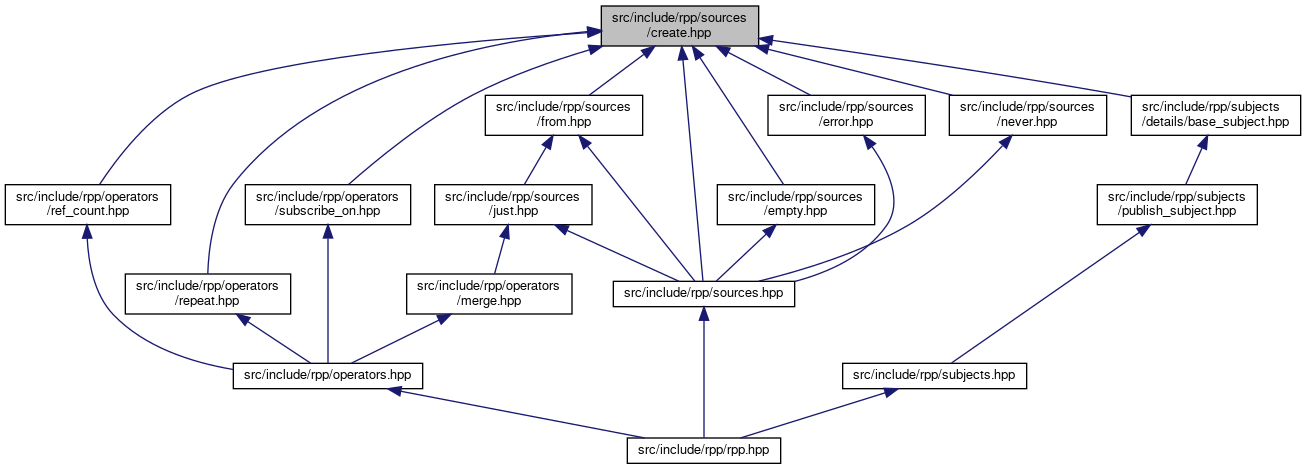 src/include/rpp/sources
/create.hpp
src/include/rpp/sources
/from.hpp
src/include/rpp/sources
/error.hpp
src/include/rpp/sources
/never.hpp
src/include/rpp/subjects
/details/base_subject.hpp
src/include/rpp/operators
/ref_count.hpp
src/include/rpp/operators
/subscribe_on.hpp
src/include/rpp/sources
/just.hpp
src/include/rpp/sources
/empty.hpp
src/include/rpp/subjects
/publish_subject.hpp
src/include/rpp/operators
/repeat.hpp
src/include/rpp/operators
/merge.hpp
src/include/rpp/sources.hpp
src/include/rpp/operators.hpp
src/include/rpp/subjects.hpp
src/include/rpp/rpp.hpp